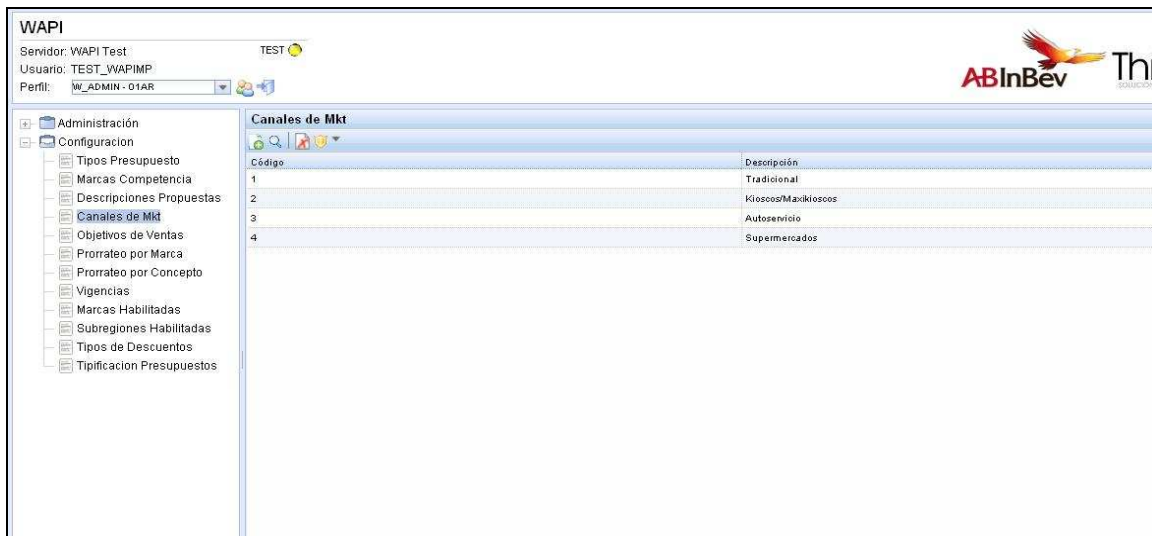 WAPI
Servidor: WAPI Test TEST
Usuario: TEST_WAPIMP
Perfil: W_ADMIN - 01AR
ABInBev
Th
Administración
Configuracion
Tipos Presupuesto
Marcas Competencia
Descripciones Propuestas
Canales de Mkt
Objetivos de Ventas
Prorrateo por Marca
Prorrateo por Concepto
Vigencias
Marcas Habilitadas
Subregiones Habilitadas
Tipos de Descuentos
Tipificacion Presupuestos
Canales de Mkt
Código Descripción
1 Tradicional
2 Kioscos/Maxikioscos
3 Autoservicio
4 Supermercados